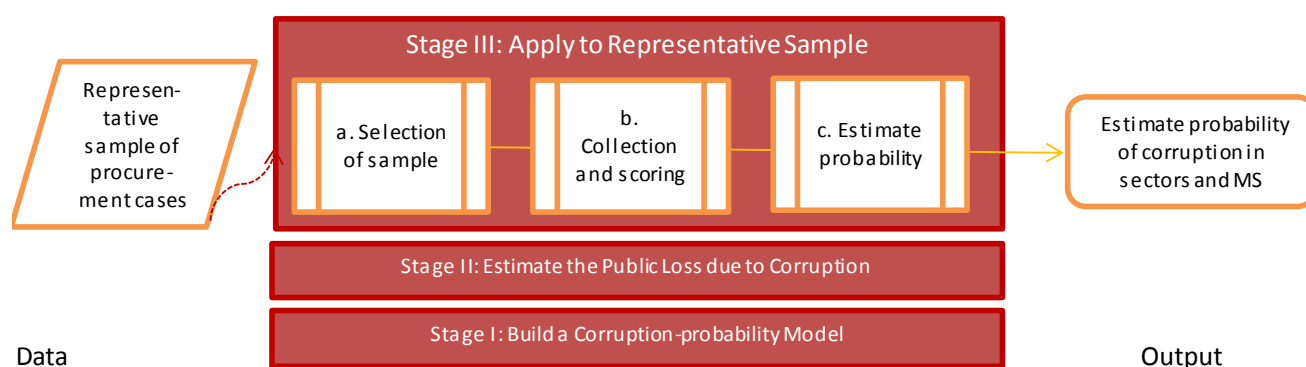 Stage III: Apply to Representative Sample
Represen-
tative
sample of
procure-
ment cases
a. Selection
of sample
b.
Collection
and scoring
c. Estimate
probability
Estimate probability
of corruption in
sectors and MS
Stage II: Estimate the Public Loss due to Corruption
Stage I: Build a Corruption-probability Model
Data
Output